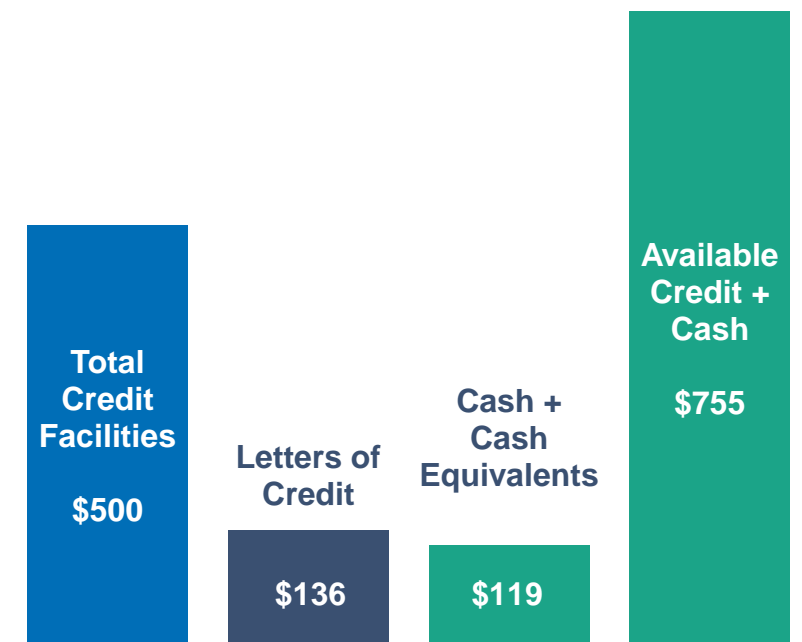 Total
Credit
Facilities
$500
Letters of
Credit
$136
Cash +
Cash
Equivalents
$119
Available
Credit +
Cash
$755